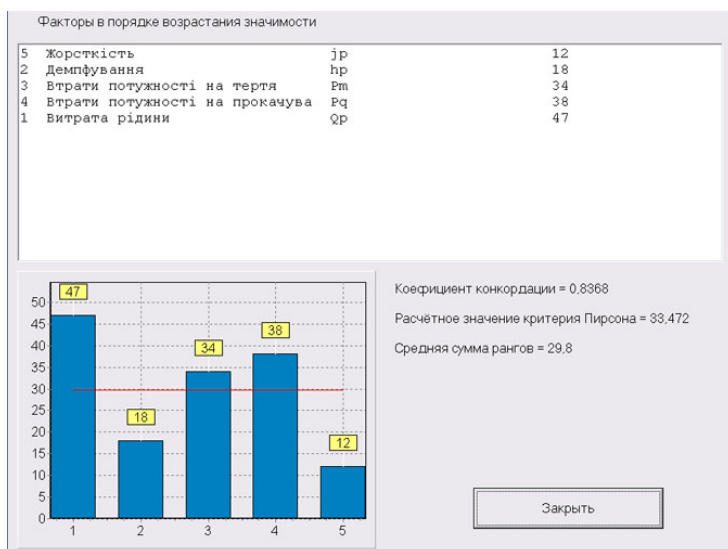 Факторы в порядке возрастания значимости
5 Жорсткість jp 12
2 Демпфування hp 18
3 Втрати потужності на тертя Pm 34
4 Втрати потужності на прокачува Pq 38
1 Витрата рідини Qp 47
Коефициент конкордации = 0,8368
Расчётное значение критерия Пирсона = 33,472
Средняя сумма рангов = 29,8
47
18
34
38
12
50
45
40
35
30
25
20
15
10
5
0
1 2 3 4 5
Закрыть